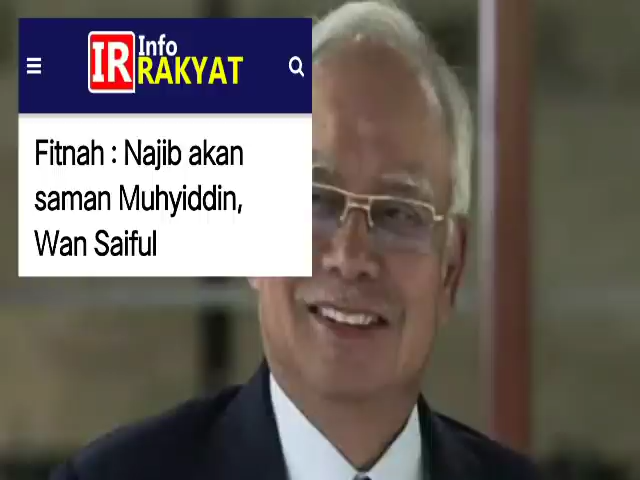 IR Info
RAKYAT
Fitnah : Najib akan
saman Muhyiddin,
Wan Saiful